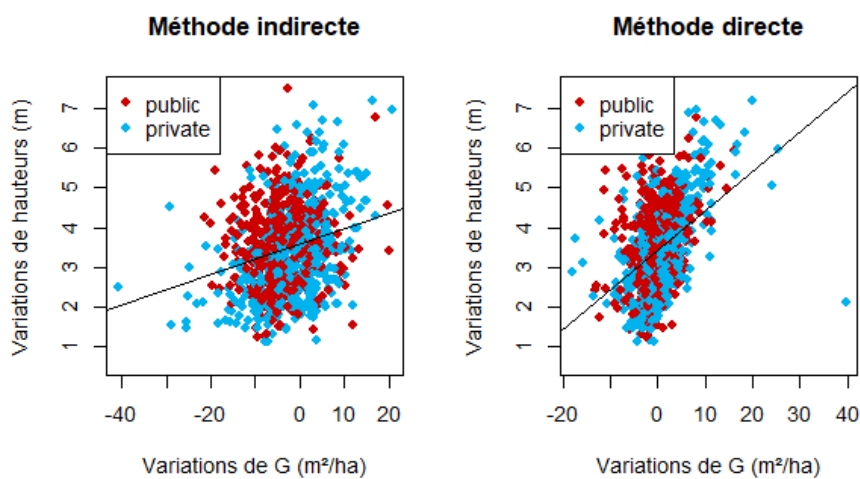 Méthode indirecte
Variations de hauteurs (m)
7
6
5
4
3
2
1
public
private
-40
-20
0
10
20
Variations de G (m²/ha)
Méthode directe
Variations de hauteurs (m)
7
6
5
4
3
2
1
public
private
-20
0
10
20
30
40
Variations de G (m²/ha)